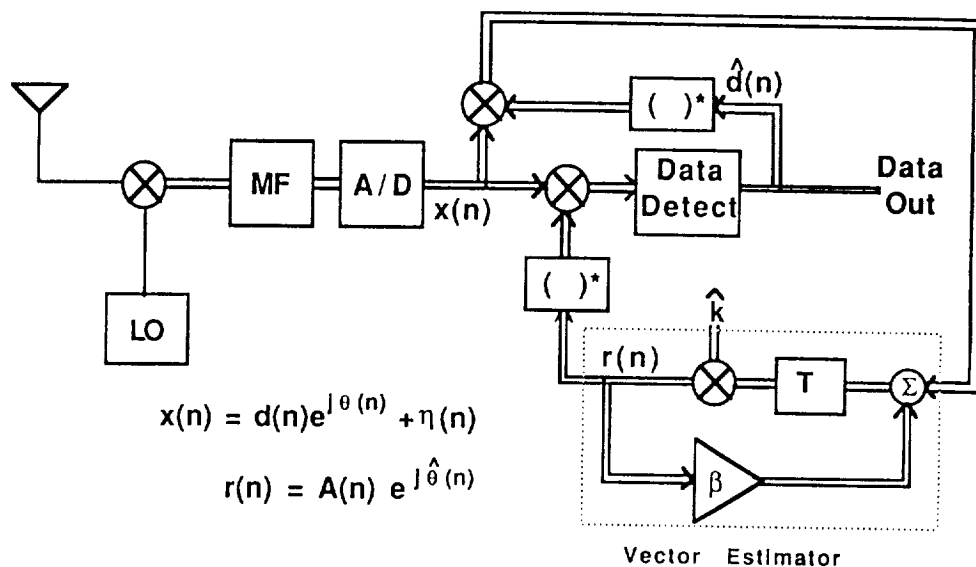 d̂(n)
( )*
MF
A/D
x(n)
Data
Detect
Data
Out
( )*
LO
k̂
r(n)
T
Σ
β
x(n) = d(n)e^{jθ(n)} + η(n)
r(n) = A(n) e^{jθ̂(n)}
Vector Estimator